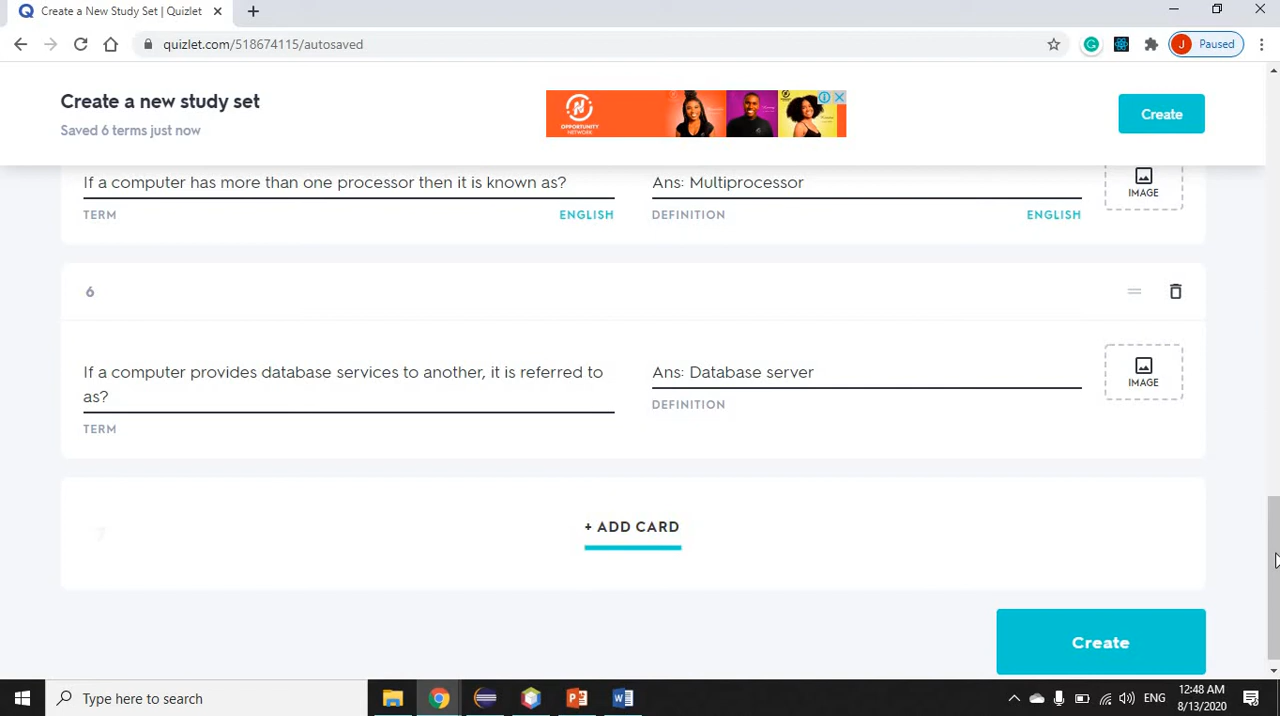 Create a New Study Set | Quizlet
quizlet.com/518674115/autosaved
J Paused
Create a new study set
Saved 6 terms just now
OPPORTUNITY
NETWORK
Create
If a computer has more than one processor then it is known as?
Ans: Multiprocessor
IMAGE
TERM
ENGLISH
DEFINITION
ENGLISH
6
If a computer provides database services to another, it is referred to
as?
Ans: Database server
IMAGE
TERM
DEFINITION
7
+ ADD CARD
Create
Type here to search
ENG
12:48 AM
8/13/2020